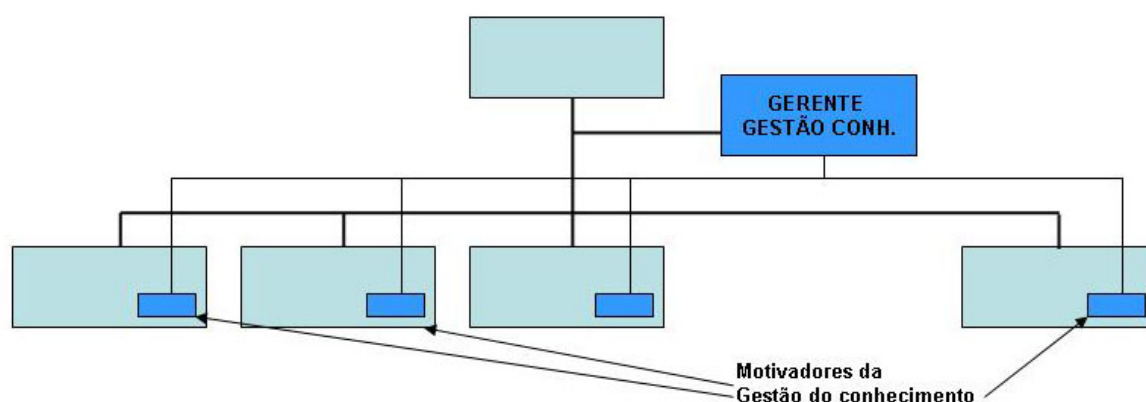 GERENTE
GESTÃO CONH.
Motivadores da
Gestão do conhecimento